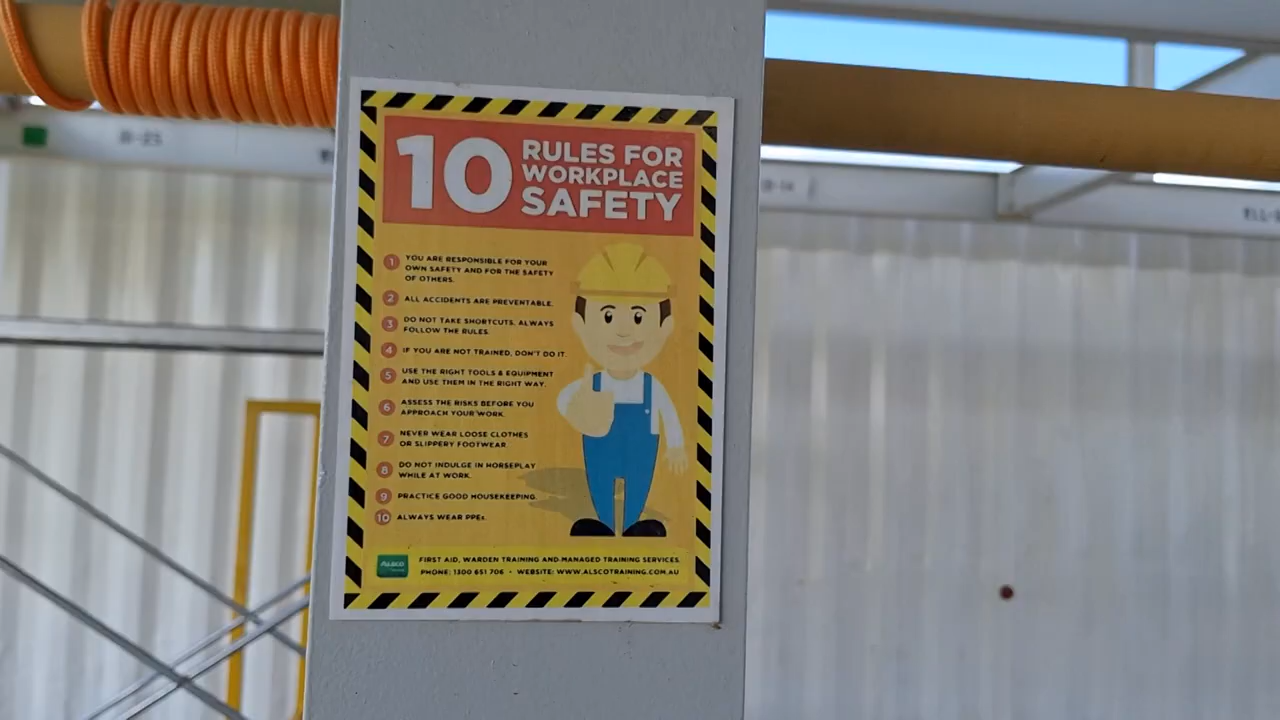 10 RULES FOR
WORKPLACE
SAFETY
1 YOU ARE RESPONSIBLE FOR YOUR
OWN SAFETY AND FOR THE SAFETY
OF OTHERS.
2 ALL ACCIDENTS ARE PREVENTABLE.
3 DO NOT TAKE SHORTCUTS. ALWAYS
FOLLOW THE RULES.
4 IF YOU ARE NOT TRAINED, DON'T DO IT.
5 USE THE RIGHT TOOLS & EQUIPMENT
AND USE THEM IN THE RIGHT WAY.
6 ASSESS THE RISKS BEFORE YOU
APPROACH YOUR WORK.
7 NEVER WEAR LOOSE CLOTHES
OR SLIPPERY FOOTWEAR.
8 DO NOT INDULGE IN HORSEPLAY
WHILE AT WORK.
9 PRACTICE GOOD HOUSEKEEPING.
10 ALWAYS WEAR PPEs.
ALSCO
FIRST AID, WARDEN TRAINING AND MANAGED TRAINING SERVICES.
PHONE: 1300 651 706 • WEBSITE: WWW.ALSCOTRAINING.COM.AU